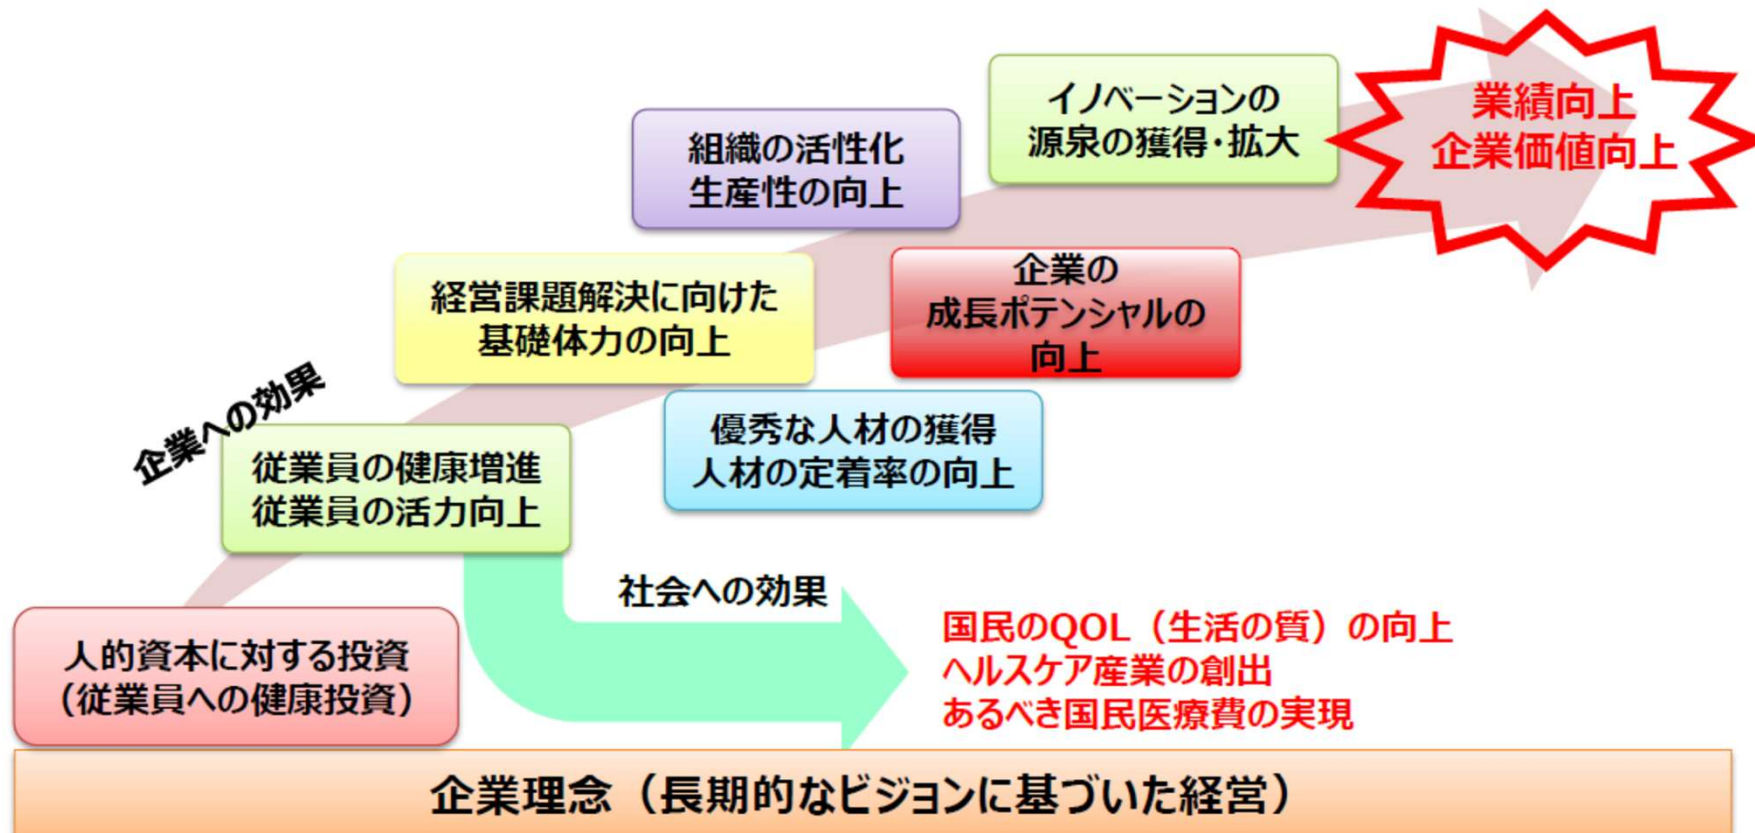 イノベーションの
源泉の獲得・拡大
業績向上
企業価値向上
組織の活性化
生産性の向上
経営課題解決に向けた
基礎体力の向上
企業の
成長ポテンシャルの
向上
企業への効果
優秀な人材の獲得
人材の定着率の向上
従業員の健康増進
従業員の活力向上
社会への効果
人的資本に対する投資
（従業員への健康投資）
国民のQOL（生活の質）の向上
ヘルスケア産業の創出
あるべき国民医療費の実現
企業理念（長期的なビジョンに基づいた経営）